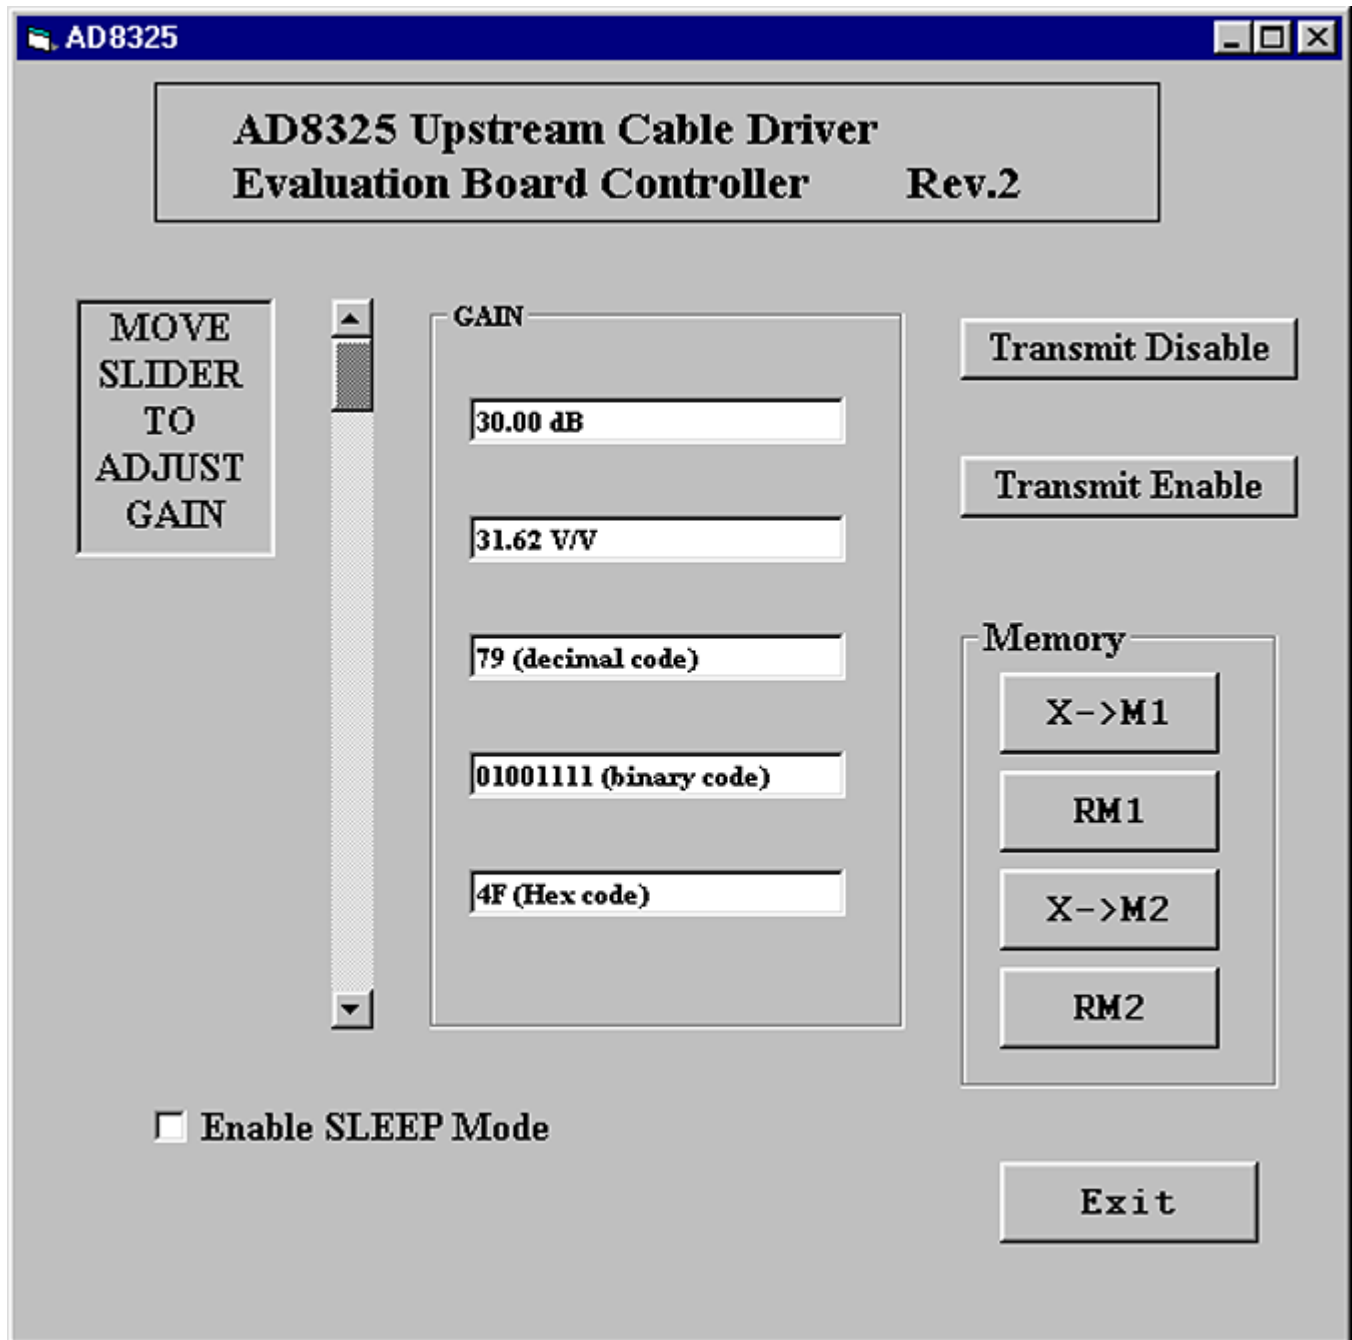 AD8325
AD8325 Upstream Cable Driver
Evaluation Board Controller Rev.2
MOVE
SLIDER
TO
ADJUST
GAIN
GAIN
30.00 dB
31.62 V/V
79 (decimal code)
01001111 (binary code)
4F (Hex code)
Transmit Disable
Transmit Enable
Memory
X->M1
RM1
X->M2
RM2
Enable SLEEP Mode
Exit